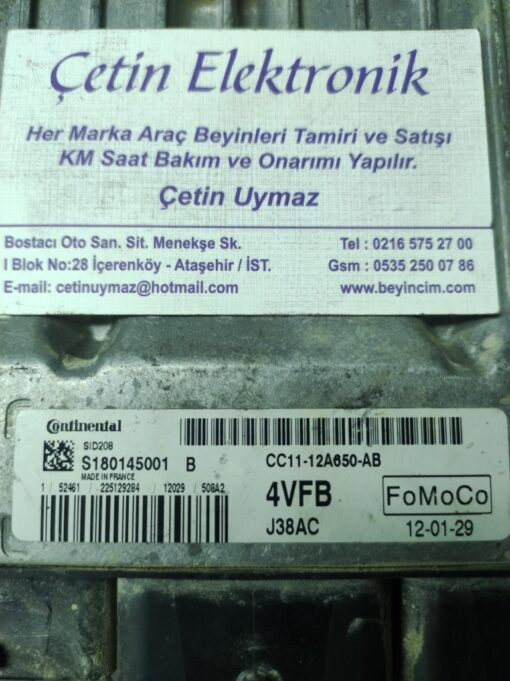 Çetin Elektronik
Her Marka Araç Beyinleri Tamiri ve Satışı
KM Saat Bakım ve Onarımı Yapılır.
Çetin Uymaz
Bostacı Oto San. Sit. Menekşe Sk.
I Blok No:28 İçerenköy - Ataşehir / İST.
E-mail: cetinuymaz@hotmail.com
Tel : 0216 575 27 00
Gsm : 0535 250 07 86
www.beyincim.com
Continental
SID208
S180145001 B
MADE IN FRANCE
1 / 52461 / 225129284 / 12029 / 508A2
CC11-12A650-AB
4VFB
J38AC
FoMoCo
12-01-29